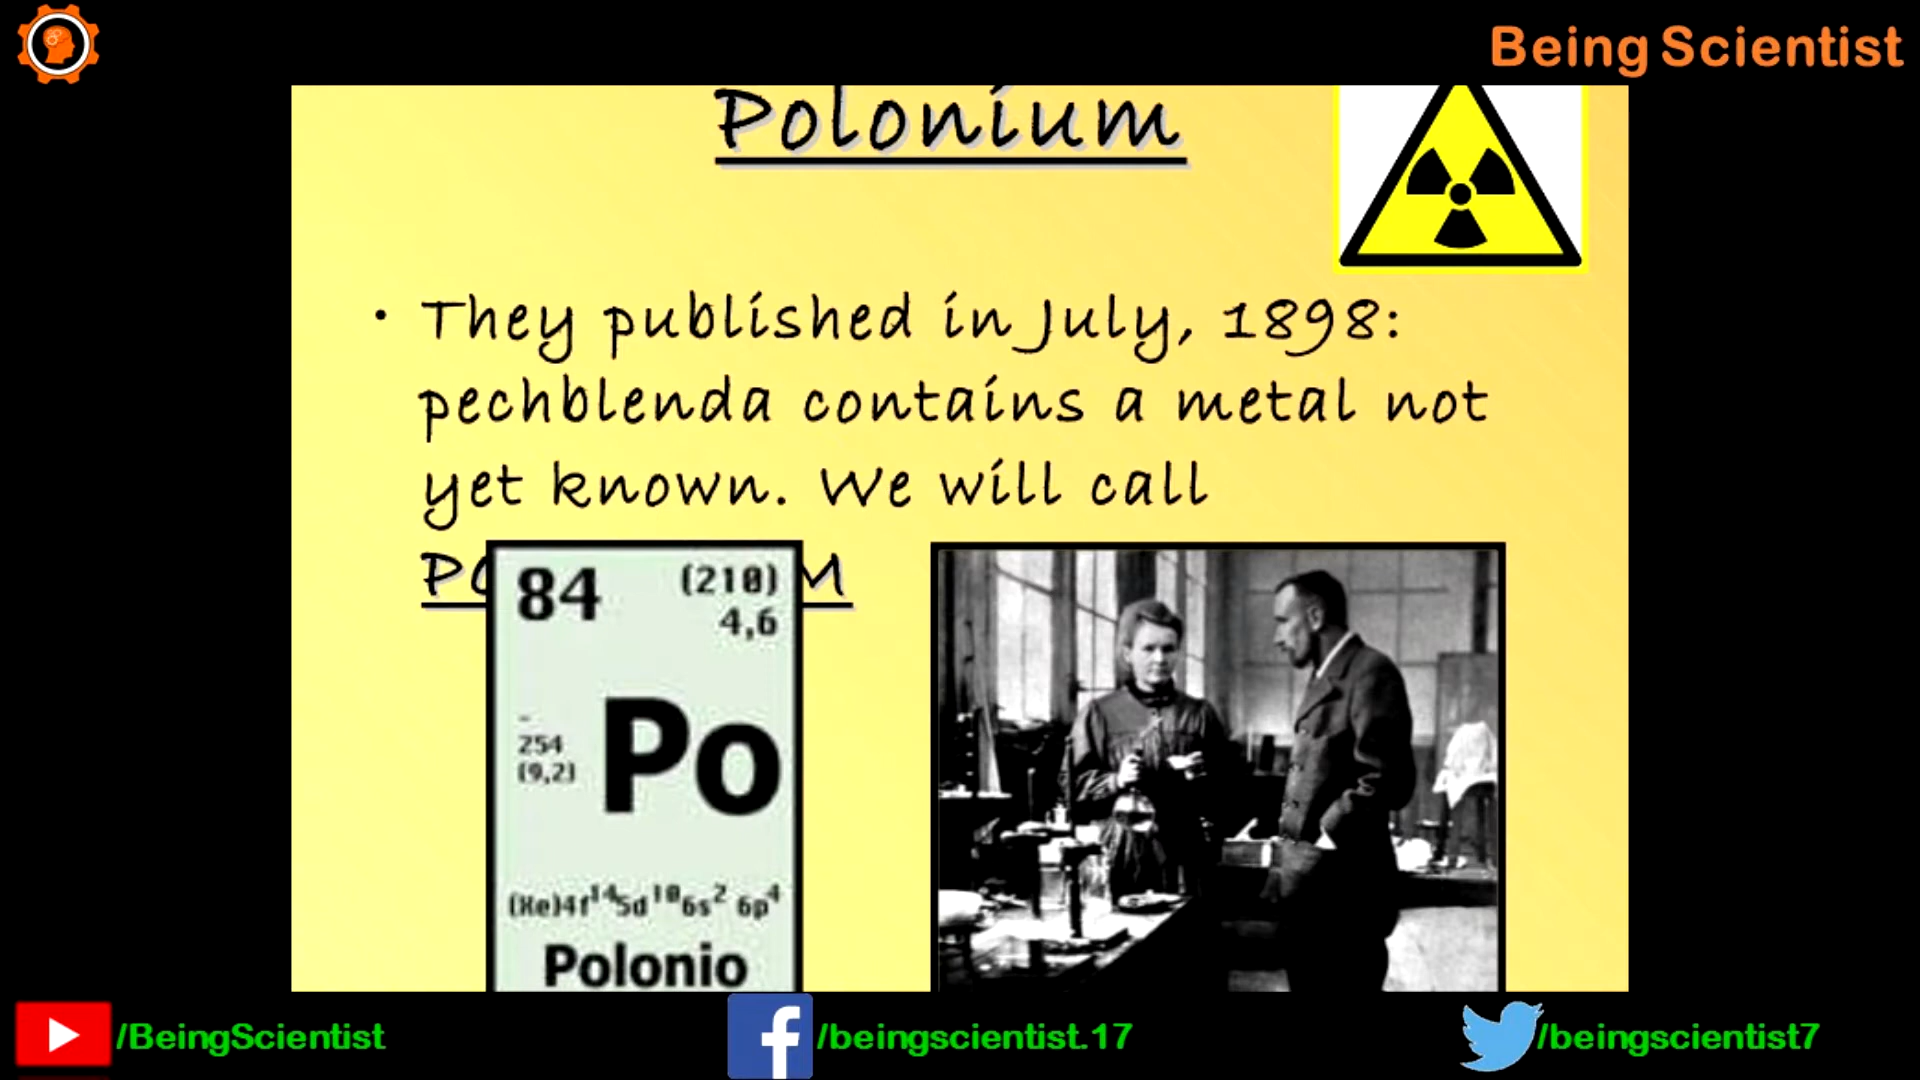 Being Scientist
Polonium
• They published in July, 1898:
pechblenda contains a metal not
yet known. We will call
84
(210)
4,6
-
254
(9,2)
Po
(Xe)4f¹⁴5d¹⁰6s² 6p⁴
Polonio
/BeingScientist
/beingscientist.17
/beingscientist7